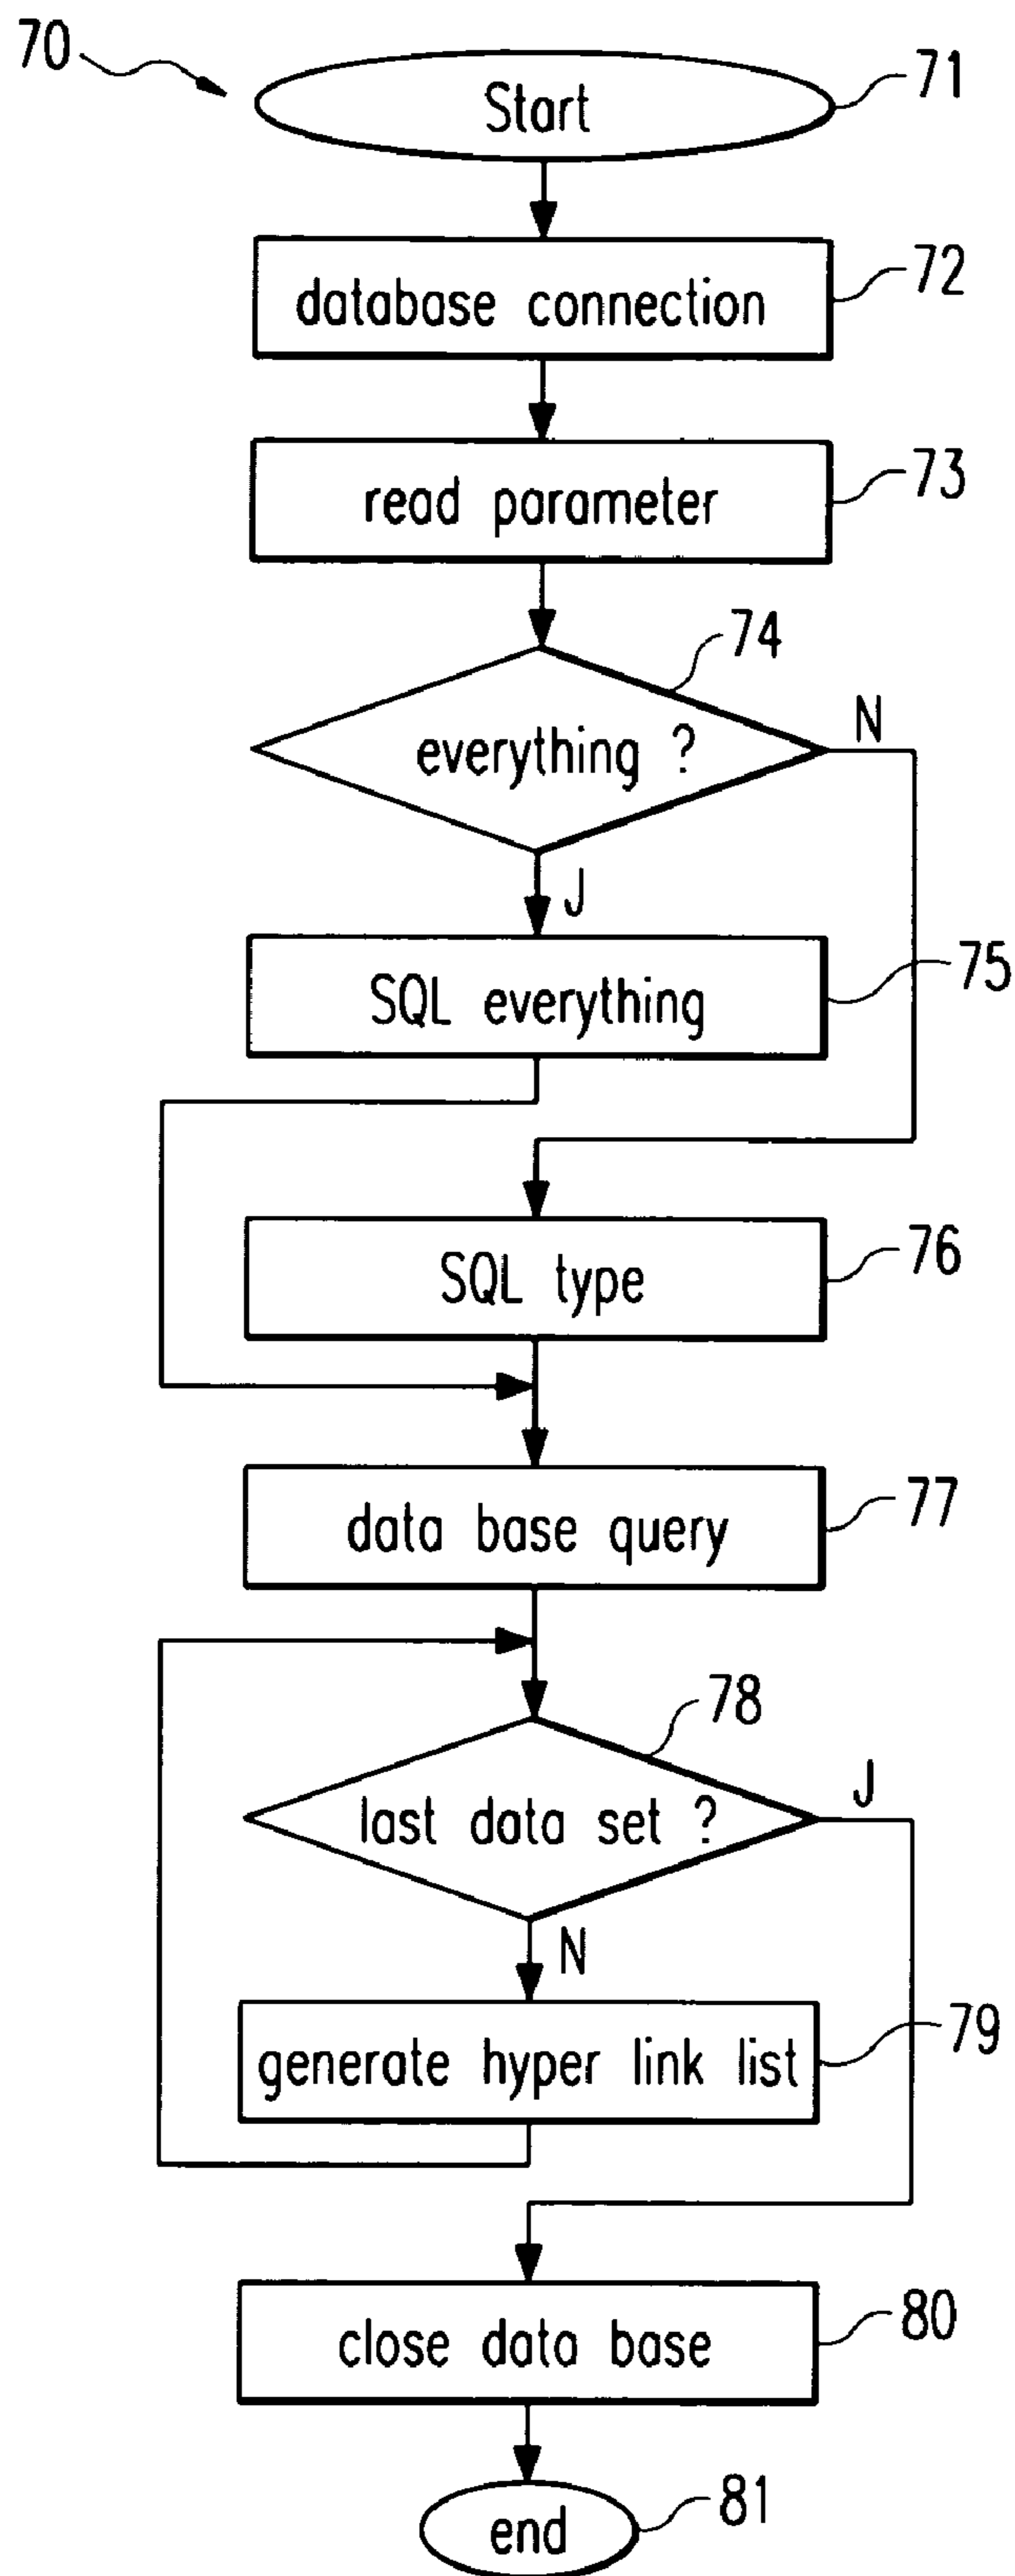 70
Start
71
database connection
72
read parameter
73
74
everything ?
N
J
SQL everything
75
SQL type
76
data base query
77
78
last data set ?
J
N
generate hyper link list
79
close data base
80
end
81